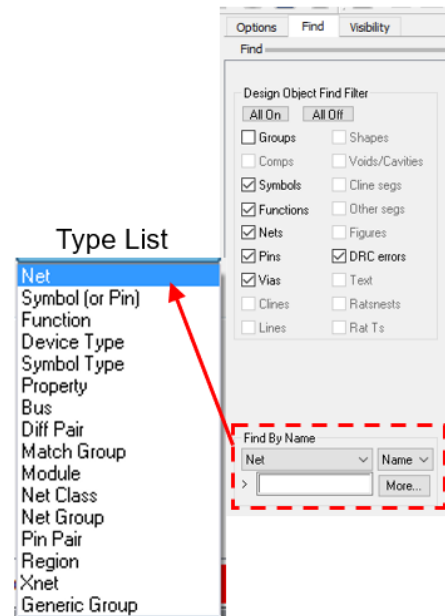 Options Find Visibility
Find
Design Object Find Filter
All On All Off
Groups Shapes
Comps Voids/Cavities
Symbols Cline segs
Functions Other segs
Nets Figures
Pins DRC errors
Vias Text
Clines Ratsnests
Lines Rat Ts
Find By Name
Net Name
> More...
Type List
Net
Symbol (or Pin)
Function
Device Type
Symbol Type
Property
Bus
Diff Pair
Match Group
Module
Net Class
Net Group
Pin Pair
Region
Xnet
Generic Group